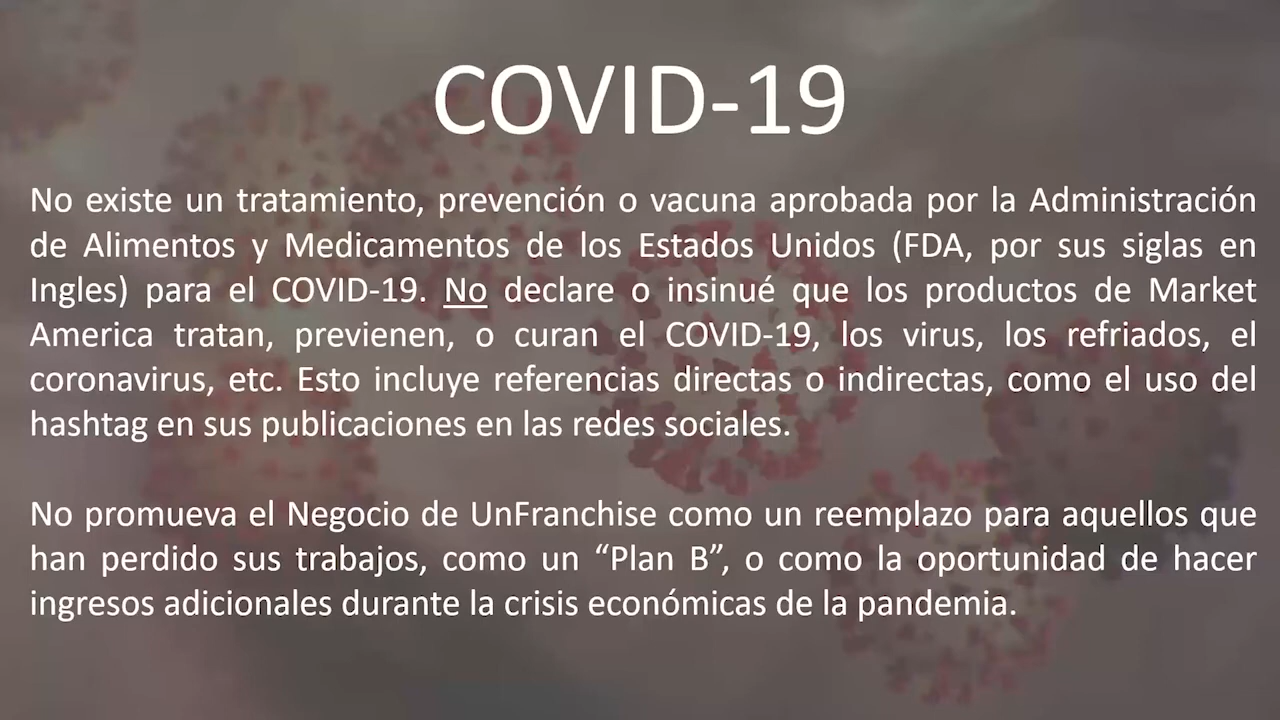 COVID-19
No existe un tratamiento, prevención o vacuna aprobada por la Administración
de Alimentos y Medicamentos de los Estados Unidos (FDA, por sus siglas en
Ingles) para el COVID-19. No declare o insinué que los productos de Market
America tratan, previenen, o curan el COVID-19, los virus, los refriados, el
coronavirus, etc. Esto incluye referencias directas o indirectas, como el uso del
hashtag en sus publicaciones en las redes sociales.
No promueva el Negocio de UnFranchise como un reemplazo para aquellos que
han perdido sus trabajos, como un “Plan B”, o como la oportunidad de hacer
ingresos adicionales durante la crisis económicas de la pandemia.